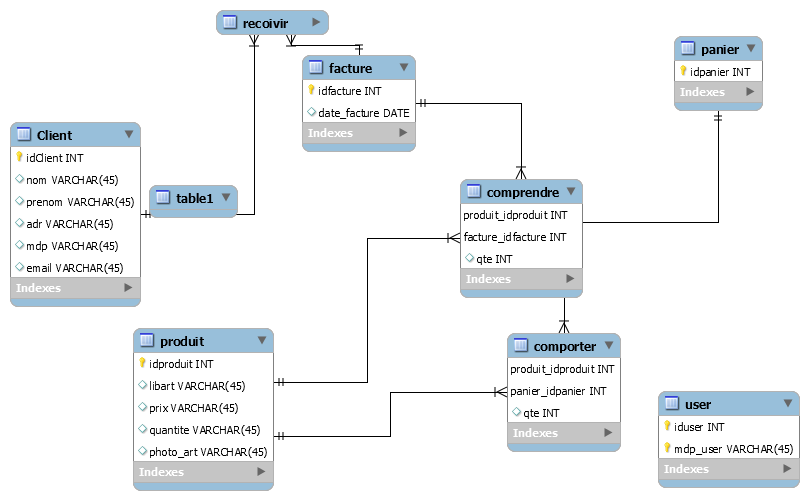 recoivir
facture
idfacture INT
date_facture DATE
Indexes
panier
idpanier INT
Indexes
Client
idClient INT
nom VARCHAR(45)
prenom VARCHAR(45)
adr VARCHAR(45)
mdp VARCHAR(45)
email VARCHAR(45)
Indexes
table1
comprendre
produit_idproduit INT
facture_idfacture INT
qte INT
Indexes
produit
idproduit INT
libart VARCHAR(45)
prix VARCHAR(45)
quantite VARCHAR(45)
photo_art VARCHAR(45)
Indexes
comporter
produit_idproduit INT
panier_idpanier INT
qte INT
Indexes
user
iduser INT
mdp_user VARCHAR(45)
Indexes